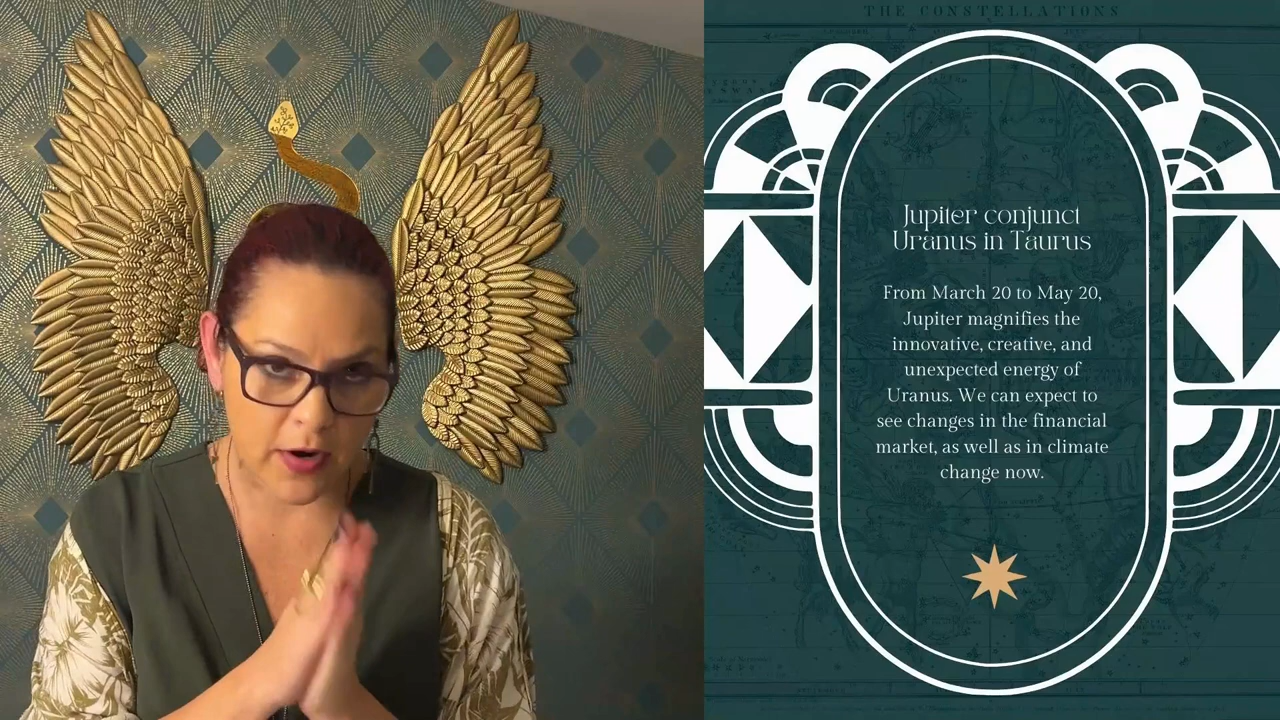 THE CONSTELLATIONS
Jupiter conjunct
Uranus in Taurus
From March 20 to May 20,
Jupiter magnifies the
innovative, creative, and
unexpected energy of
Uranus. We can expect to
see changes in the financial
market, as well as in climate
change now.